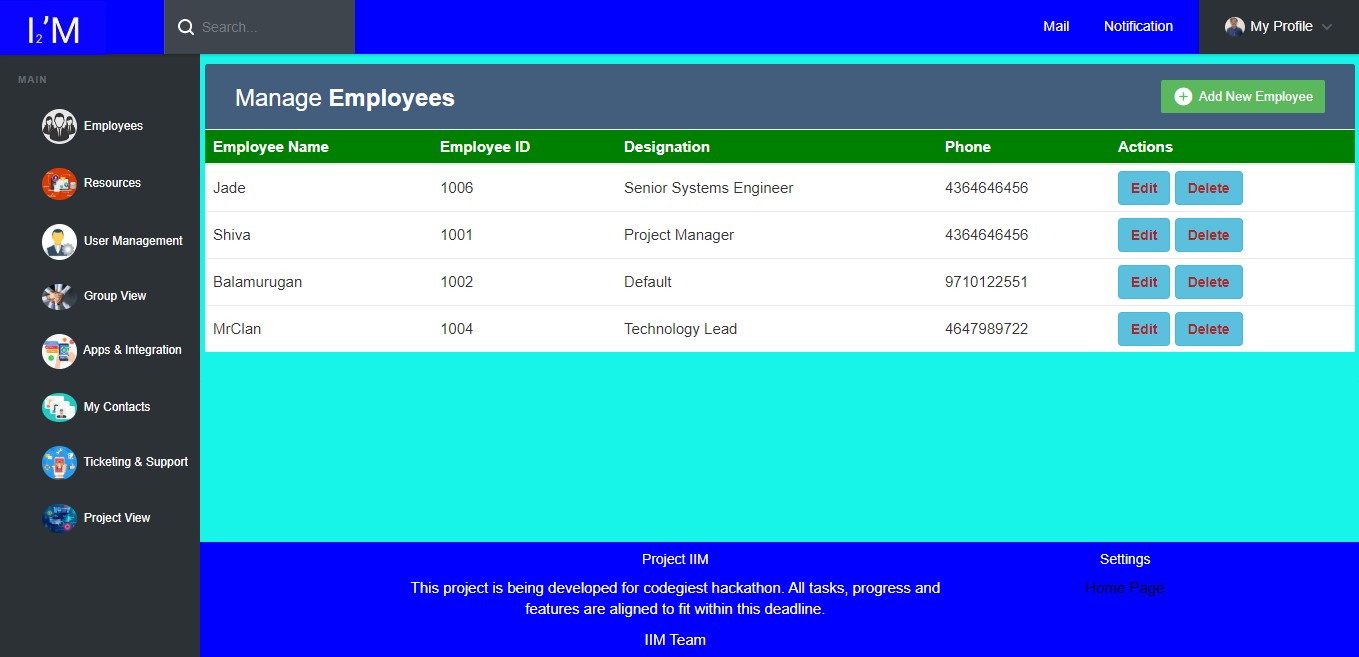 I2'M Search... Mail Notification My Profile
MAIN
Manage Employees Add New Employee
Employees
Resources
User Management
Group View
Apps & Integration
My Contacts
Ticketing & Support
Project View
Employee Name Employee ID Designation Phone Actions
Jade 1006 Senior Systems Engineer 4364646456 Edit Delete
Shiva 1001 Project Manager 4364646456 Edit Delete
Balamurugan 1002 Default 9710122551 Edit Delete
MrClan 1004 Technology Lead 4647989722 Edit Delete
Project IIM
This project is being developed for codegiest hackathon. All tasks, progress and
features are aligned to fit within this deadline.
IIM Team
Settings
Home Page